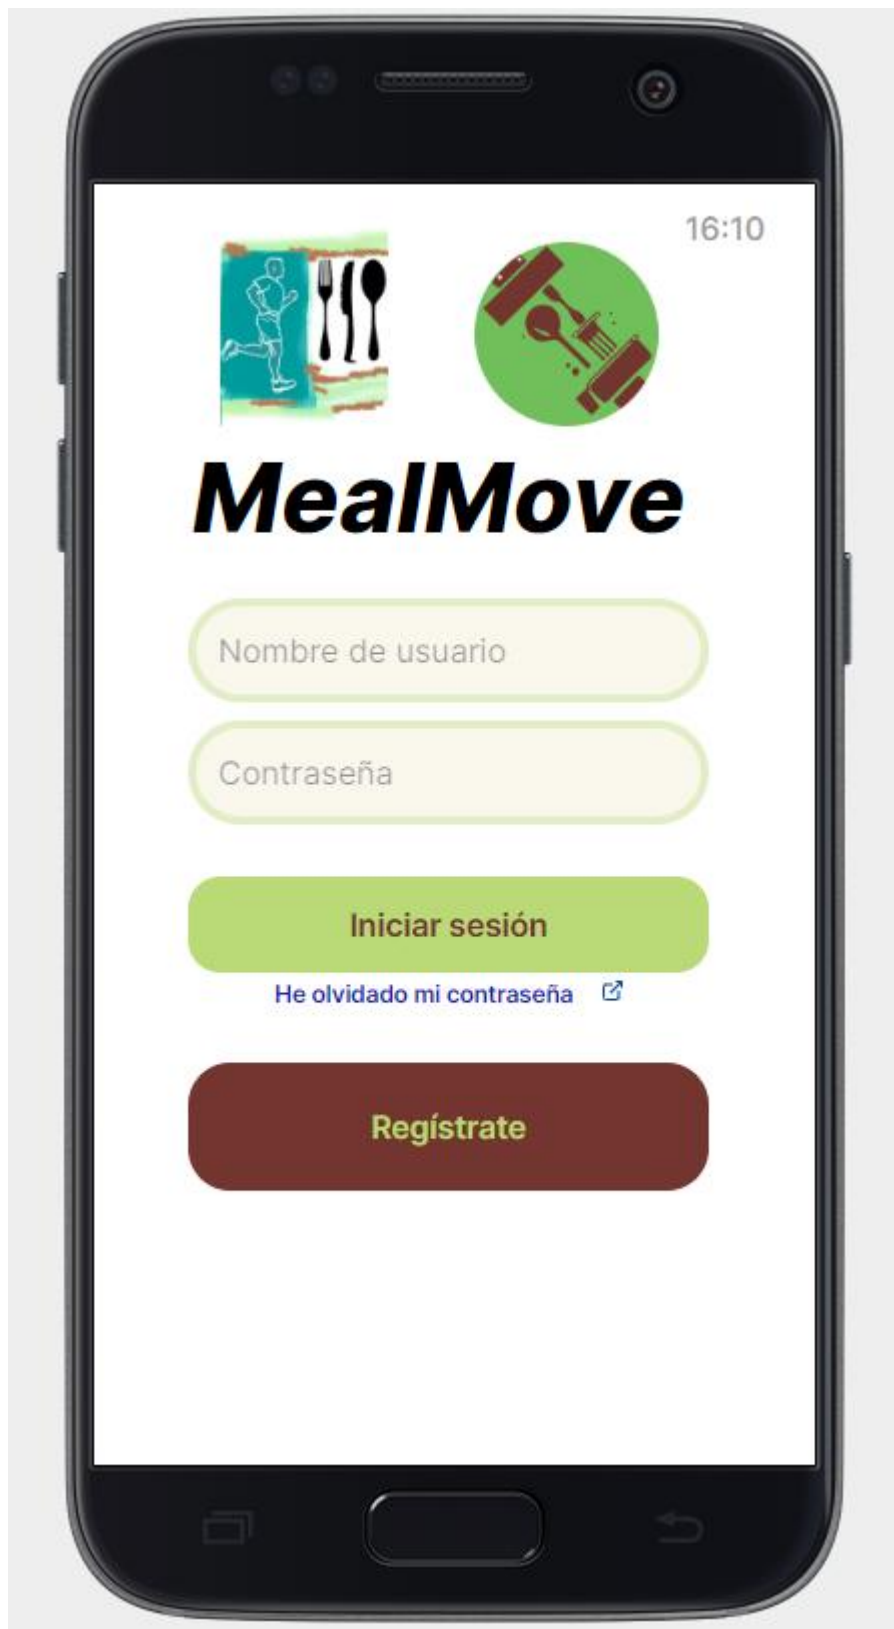 16:10
MealMove
Nombre de usuario
Contraseña
Iniciar sesión
He olvidado mi contraseña
Regístrate